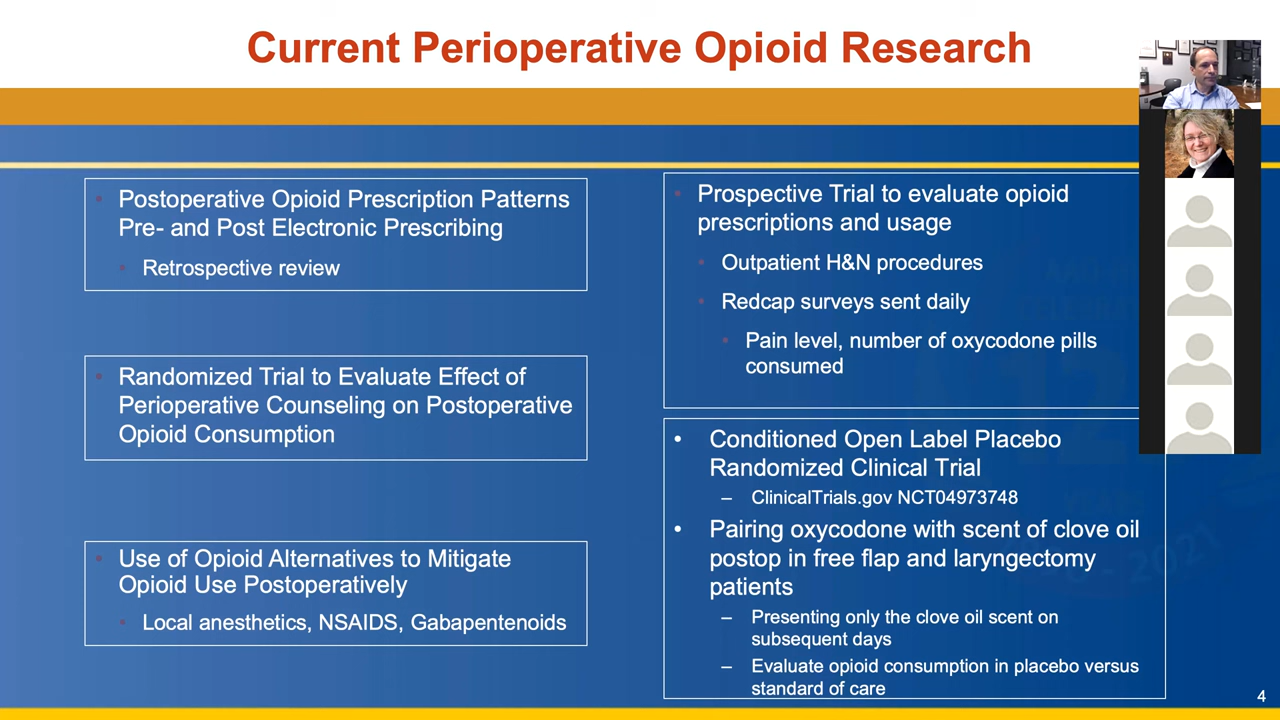 Current Perioperative Opioid Research
• Postoperative Opioid Prescription Patterns
Pre- and Post Electronic Prescribing
• Retrospective review
• Randomized Trial to Evaluate Effect of
Perioperative Counseling on Postoperative
Opioid Consumption
• Use of Opioid Alternatives to Mitigate
Opioid Use Postoperatively
• Local anesthetics, NSAIDS, Gabapentenoids
• Prospective Trial to evaluate opioid
prescriptions and usage
• Outpatient H&N procedures
• Redcap surveys sent daily
• Pain level, number of oxycodone pills
consumed
• Conditioned Open Label Placebo
Randomized Clinical Trial
– ClinicalTrials.gov NCT04973748
• Pairing oxycodone with scent of clove oil
postop in free flap and laryngectomy
patients
– Presenting only the clove oil scent on
subsequent days
– Evaluate opioid consumption in placebo versus
standard of care
YEARS
2021
4